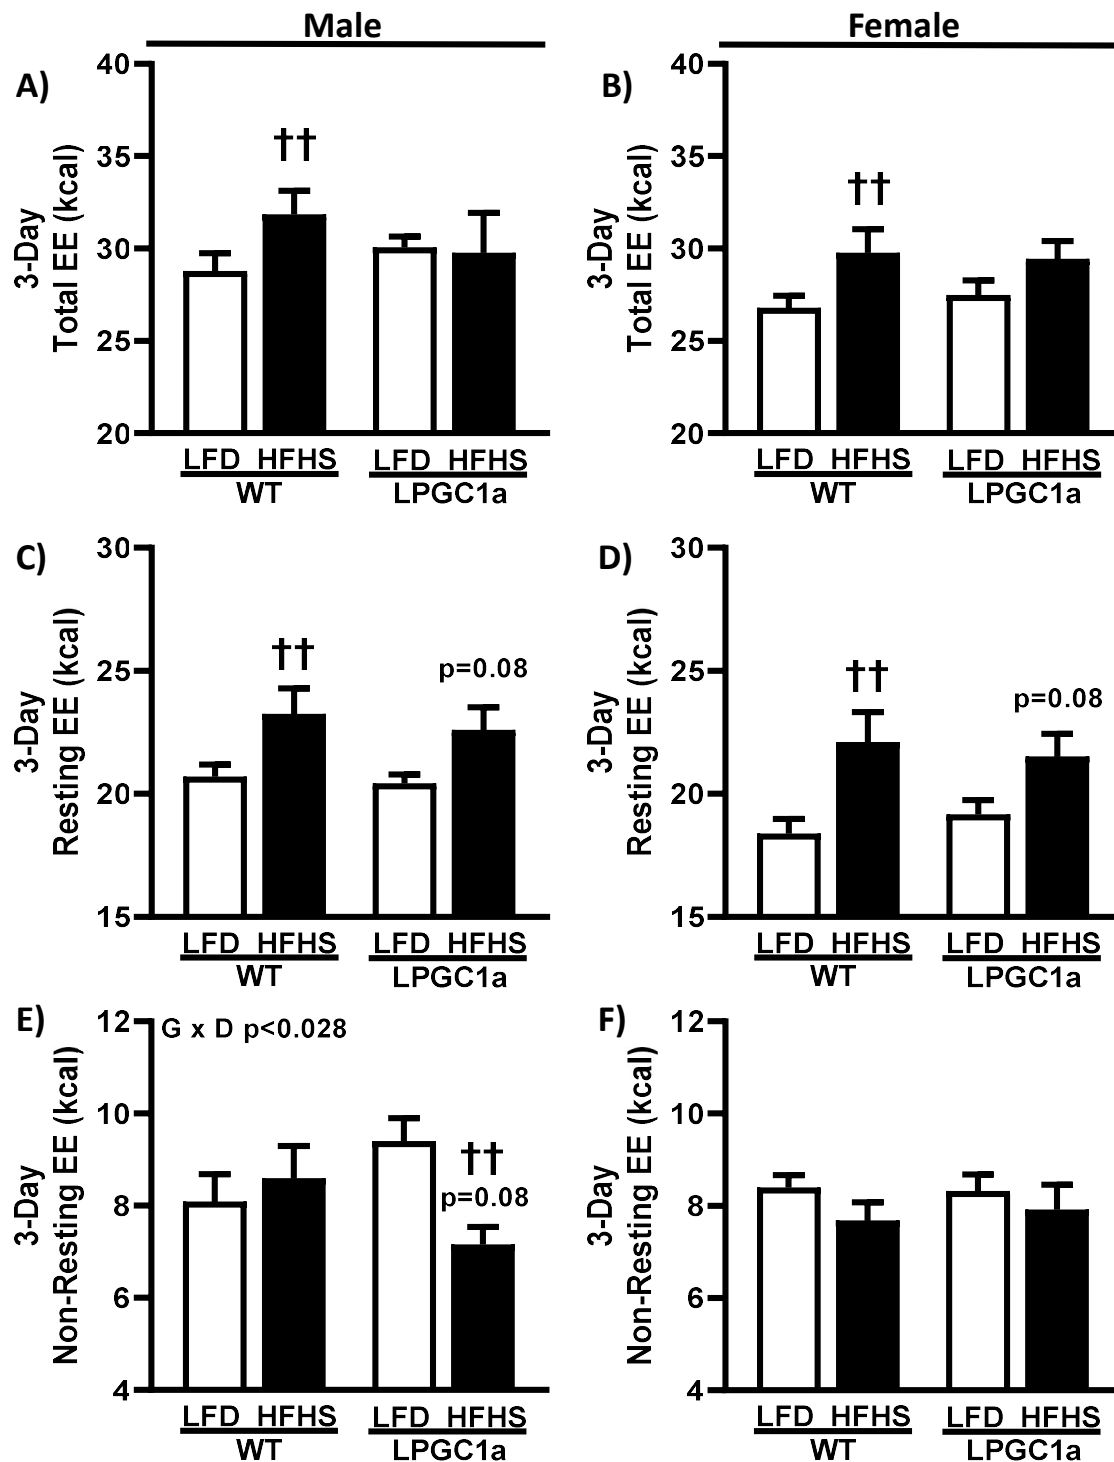 Male
Female
A)
3-Day
Total EE (kcal)
40
35
30
25
20
††
LFD HFHS LFD HFHS
WT LPGC1a
B)
3-Day
Total EE (kcal)
40
35
30
25
20
††
LFD HFHS LFD HFHS
WT LPGC1a
C)
3-Day
Resting EE (kcal)
30
25
20
15
††
p=0.08
LFD HFHS LFD HFHS
WT LPGC1a
D)
3-Day
Resting EE (kcal)
30
25
20
15
††
p=0.08
LFD HFHS LFD HFHS
WT LPGC1a
E)
3-Day
Non-Resting EE (kcal)
12
10
8
6
4
G x D p<0.028
††
p=0.08
LFD HFHS LFD HFHS
WT LPGC1a
F)
3-Day
Non-Resting EE (kcal)
12
10
8
6
4
LFD HFHS LFD HFHS
WT LPGC1a